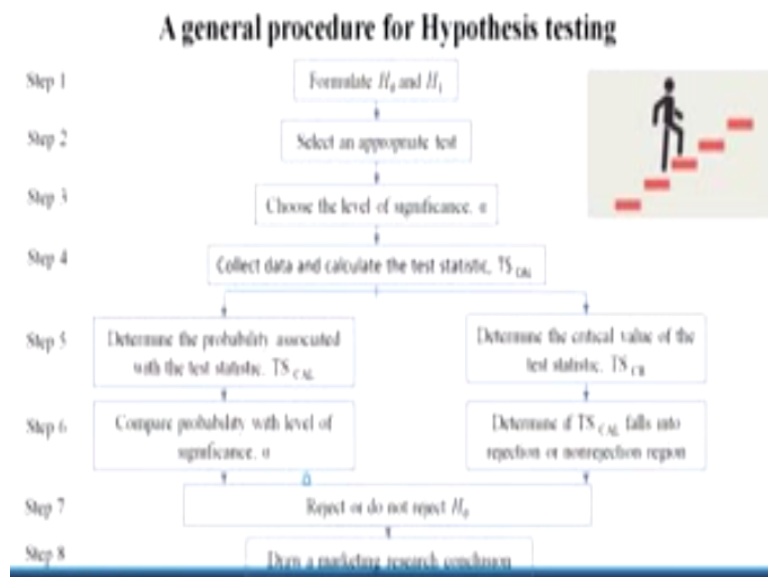 A general procedure for Hypothesis testing
Step 1
Formulate H₀ and H₁
Step 2
Select an appropriate test
Step 3
Choose the level of significance, α
Step 4
Collect data and calculate the test statistic, TS CAL
Step 5
Determine the probability associated
with the test statistic, TS CAL
Determine the critical value of the
test statistic, TS CR
Step 6
Compare probability with level of
significance, α
Determine if TS CAL falls into
rejection or nonrejection region
Step 7
Reject or do not reject H₀
Step 8
Draw a marketing research conclusion